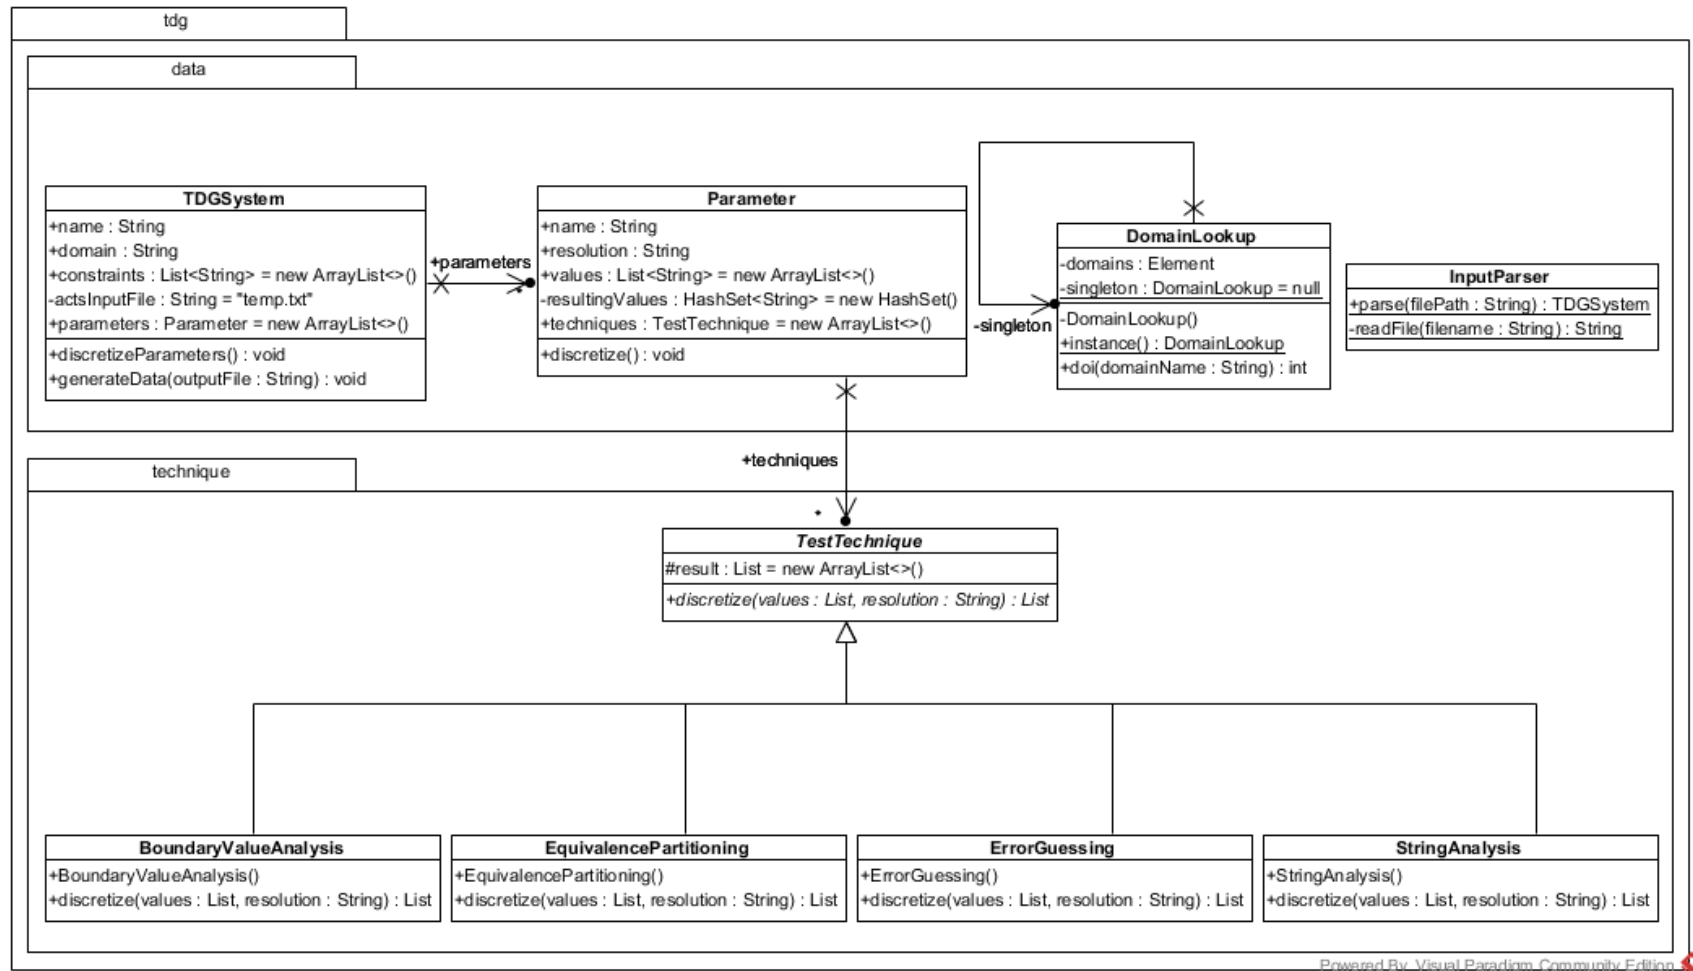 tdg
data
TDGSystem
+name : String
+domain : String
+constraints : List<String> = new ArrayList<>()
-actsInputFile : String = "temp.txt"
+parameters : Parameter = new ArrayList<>()
+discretizeParameters() : void
+generateData(outputFile : String) : void
+parameters
*
Parameter
+name : String
+resolution : String
+values : List<String> = new ArrayList<>()
-resultingValues : HashSet<String> = new HashSet()
+techniques : TestTechnique = new ArrayList<>()
+discretize() : void
-singleton
DomainLookup
-domains : Element
-singleton : DomainLookup = null
-DomainLookup()
+instance() : DomainLookup
+doi(domainName : String) : int
InputParser
+parse(filePath : String) : TDGSystem
-readFile(filename : String) : String
+techniques
*
technique
TestTechnique
#result : List = new ArrayList<>()
+discretize(values : List, resolution : String) : List
BoundaryValueAnalysis
+BoundaryValueAnalysis()
+discretize(values : List, resolution : String) : List
EquivalencePartitioning
+EquivalencePartitioning()
+discretize(values : List, resolution : String) : List
ErrorGuessing
+ErrorGuessing()
+discretize(values : List, resolution : String) : List
StringAnalysis
+StringAnalysis()
+discretize(values : List, resolution : String) : List
Powered By Visual Paradigm Community Edition